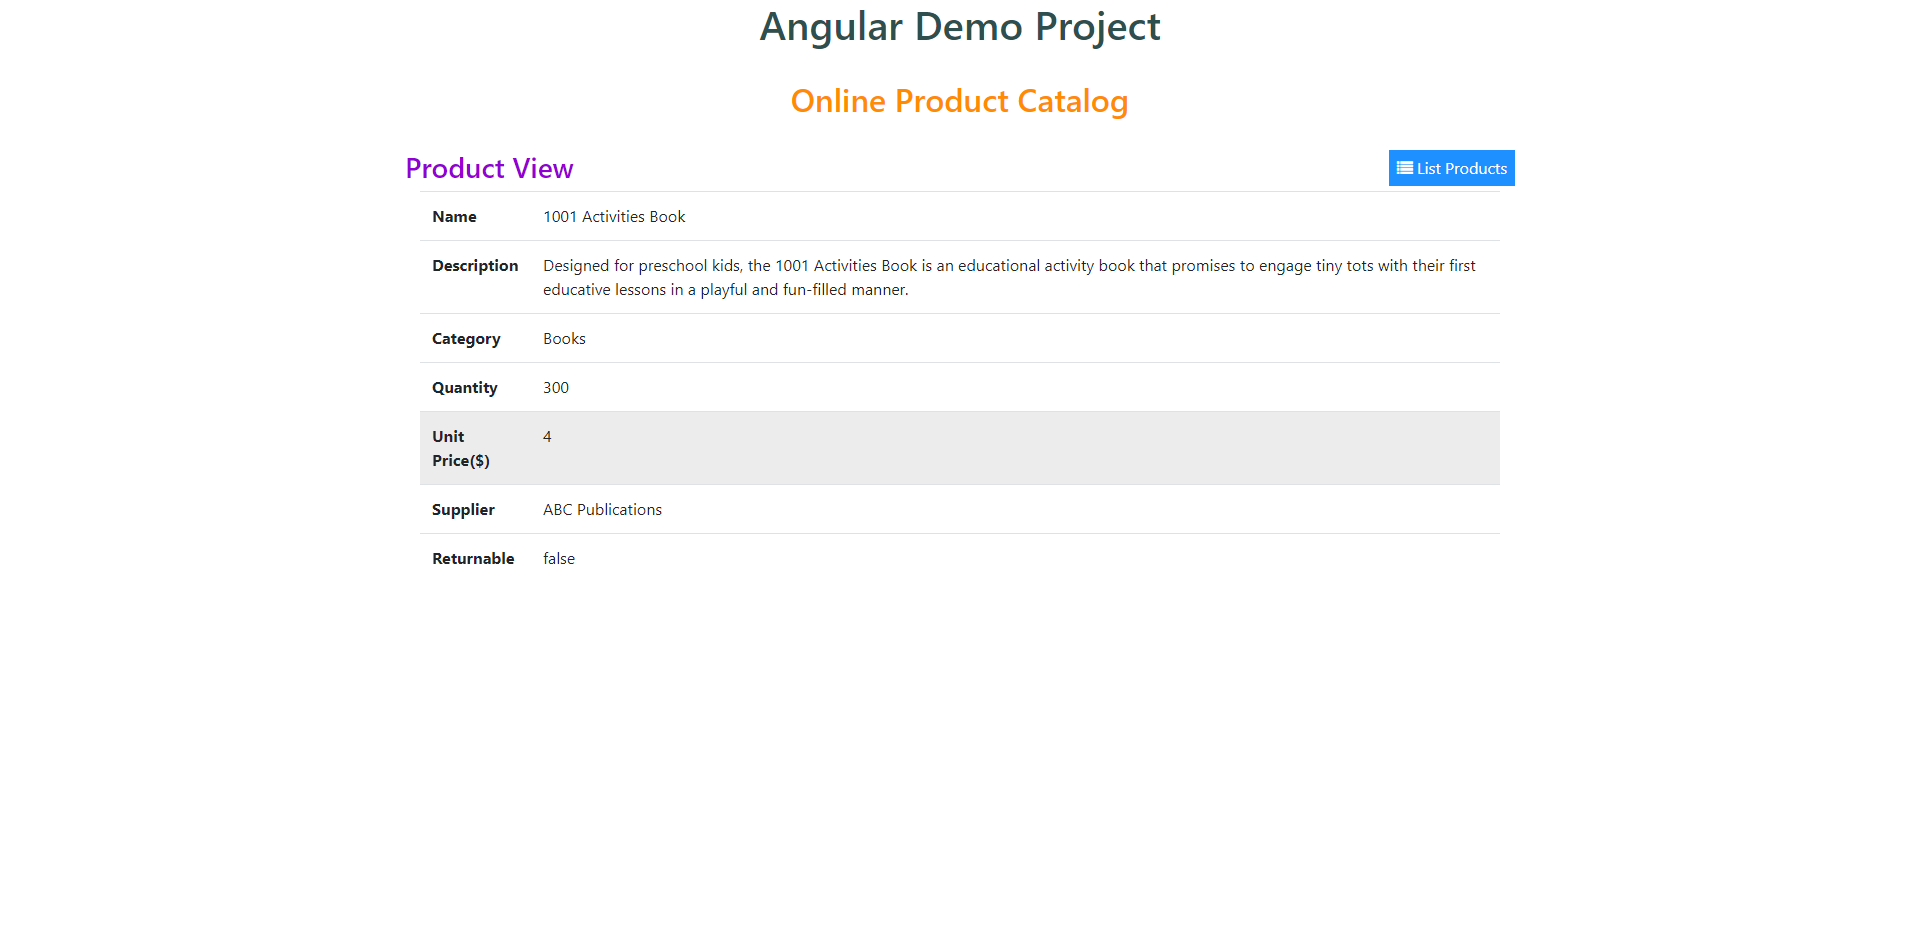 Angular Demo Project
Online Product Catalog
Product View
List Products
Name 1001 Activities Book
Description Designed for preschool kids, the 1001 Activities Book is an educational activity book that promises to engage tiny tots with their first
educative lessons in a playful and fun-filled manner.
Category Books
Quantity 300
Unit 4
Price($)
Supplier ABC Publications
Returnable false